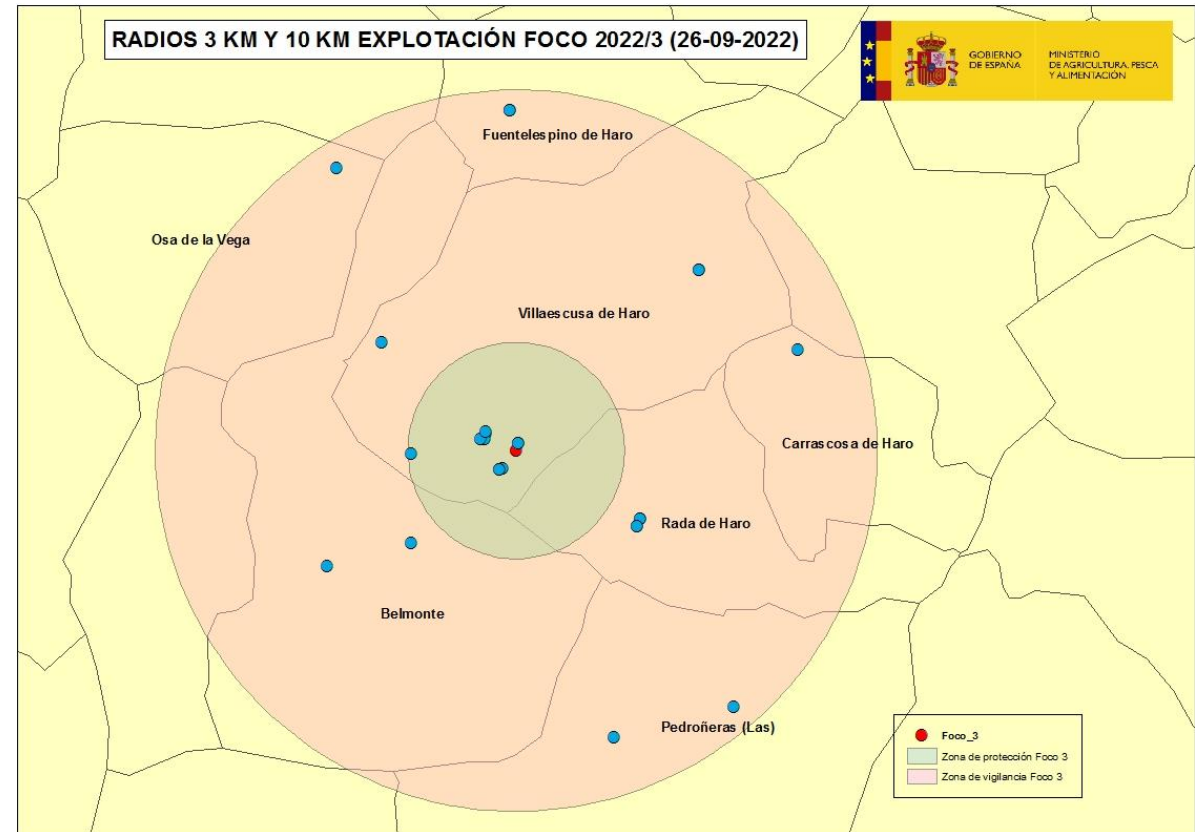 RADIOS 3 KM Y 10 KM EXPLOTACIÓN FOCO 2022/3 (26-09-2022)
GOBIERNO
DE ESPAÑA
MINISTERIO
DE AGRICULTURA, PESCA
Y ALIMENTACIÓN
Fuentelespino de Haro
Osa de la Vega
Villaescusa de Haro
Carrascosa de Haro
Rada de Haro
Belmonte
Pedroñeras (Las)
Foco_3
Zona de protección Foco 3
Zona de vigilancia Foco 3